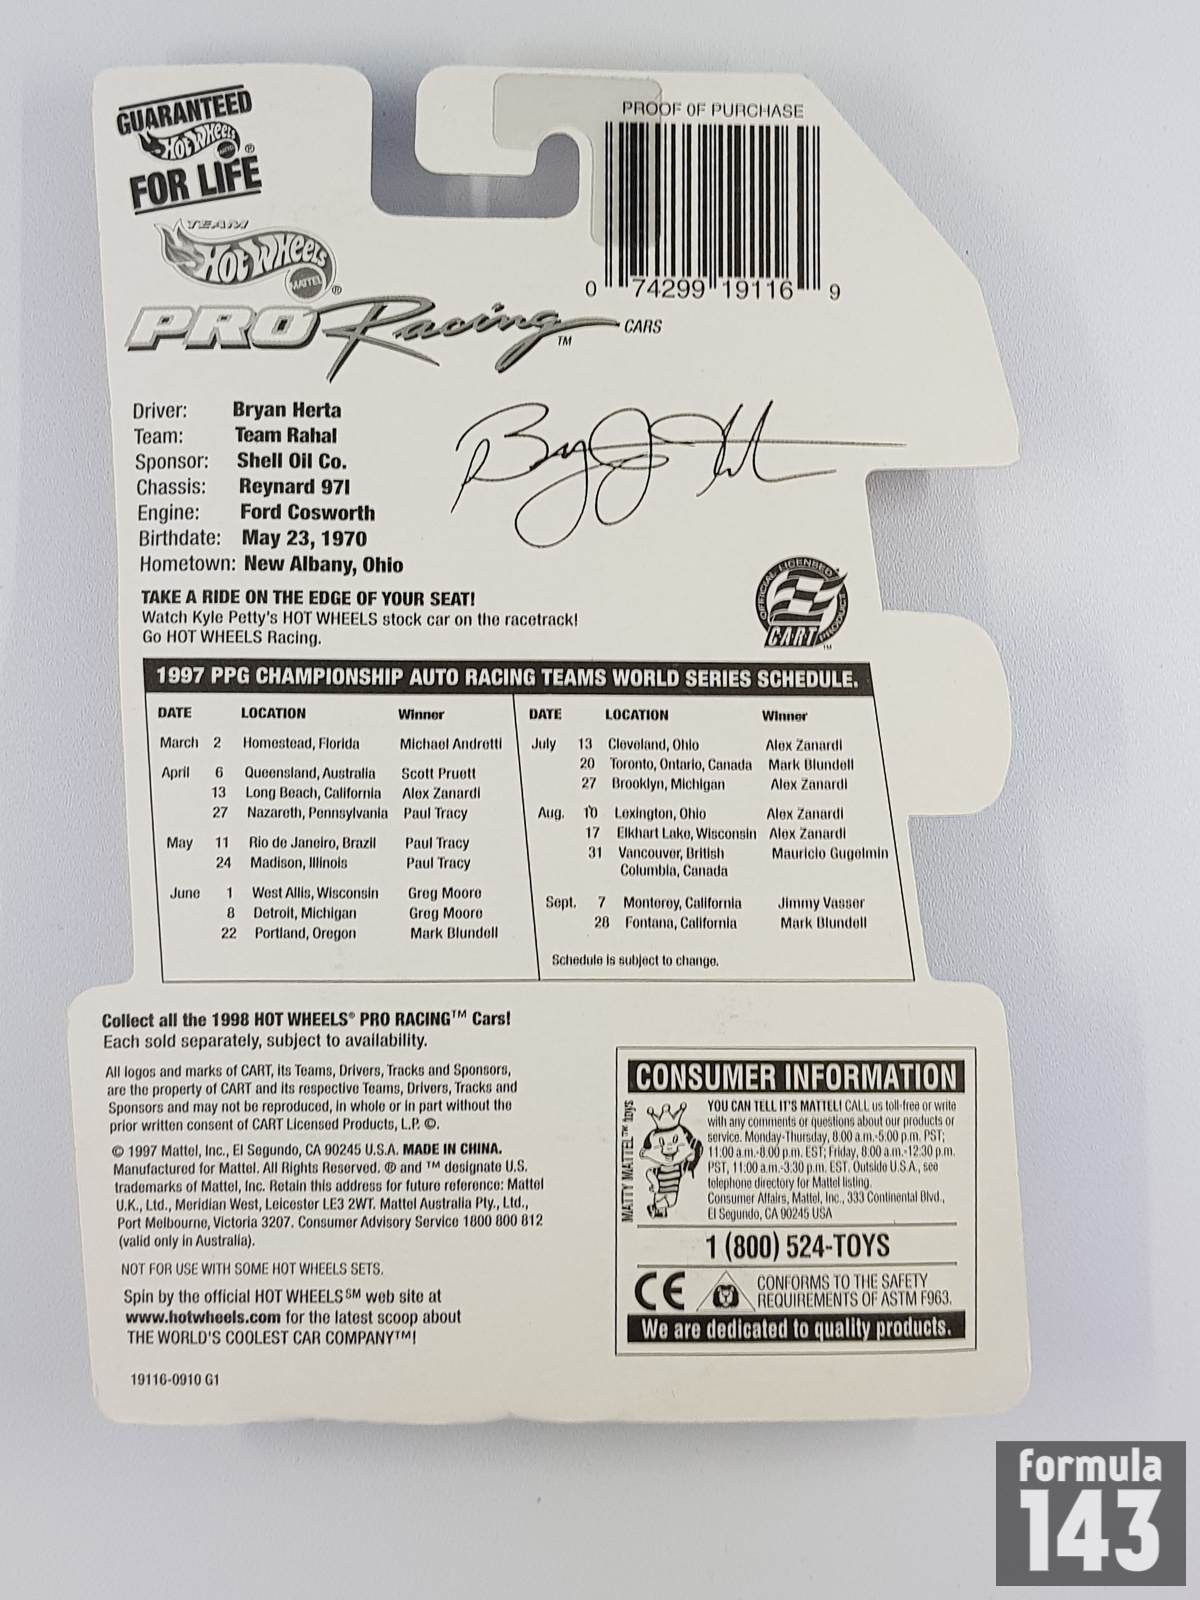 GUARANTEED
Hot Wheels
MATTEL
®
FOR LIFE
PROOF OF PURCHASE
0 74299 19116 9
TEAM
Hot Wheels
MATTEL
®
PRO Racing™ CARS
Driver: Bryan Herta
Team: Team Rahal
Sponsor: Shell Oil Co.
Chassis: Reynard 97I
Engine: Ford Cosworth
Birthdate: May 23, 1970
Hometown: New Albany, Ohio
TAKE A RIDE ON THE EDGE OF YOUR SEAT!
Watch Kyle Petty's HOT WHEELS stock car on the racetrack!
Go HOT WHEELS Racing.
OFFICIAL LICENSED PRODUCT
CART
™
1997 PPG CHAMPIONSHIP AUTO RACING TEAMS WORLD SERIES SCHEDULE.
DATE LOCATION Winner
March 2 Homestead, Florida Michael Andretti
April 6 Queensland, Australia Scott Pruett
13 Long Beach, California Alex Zanardi
27 Nazareth, Pennsylvania Paul Tracy
May 11 Rio de Janeiro, Brazil Paul Tracy
24 Madison, Illinois Paul Tracy
June 1 West Allis, Wisconsin Greg Moore
8 Detroit, Michigan Greg Moore
22 Portland, Oregon Mark Blundell
DATE LOCATION Winner
July 13 Cleveland, Ohio Alex Zanardi
20 Toronto, Ontario, Canada Mark Blundell
27 Brooklyn, Michigan Alex Zanardi
Aug. 10 Lexington, Ohio Alex Zanardi
17 Elkhart Lake, Wisconsin Alex Zanardi
31 Vancouver, British Mauricio Gugelmin
Columbia, Canada
Sept. 7 Monterey, California Jimmy Vasser
28 Fontana, California Mark Blundell
Schedule is subject to change.
Collect all the 1998 HOT WHEELS® PRO RACING™ Cars!
Each sold separately, subject to availability.
All logos and marks of CART, its Teams, Drivers, Tracks and Sponsors,
are the property of CART and its respective Teams, Drivers, Tracks and
Sponsors and may not be reproduced, in whole or in part without the
prior written consent of CART Licensed Products, L.P. ©.
© 1997 Mattel, Inc., El Segundo, CA 90245 U.S.A. MADE IN CHINA.
Manufactured for Mattel. All Rights Reserved. ® and ™ designate U.S.
trademarks of Mattel, Inc. Retain this address for future reference: Mattel
U.K., Ltd., Meridian West, Leicester LE3 2WT. Mattel Australia Pty., Ltd.,
Port Melbourne, Victoria 3207. Consumer Advisory Service 1800 800 812
(valid only in Australia).
NOT FOR USE WITH SOME HOT WHEELS SETS.
Spin by the official HOT WHEELS℠ web site at
www.hotwheels.com for the latest scoop about
THE WORLD'S COOLEST CAR COMPANY™!
19116-0910 G1
CONSUMER INFORMATION
MATTY MATTEL™ toys
YOU CAN TELL IT'S MATTEL! CALL us toll-free or write
with any comments or questions about our products or
service. Monday-Thursday, 8:00 a.m.-5:00 p.m. PST;
11:00 a.m.-8:00 p.m. EST; Friday, 8:00 a.m.-12:30 p.m.
PST, 11:00 a.m.-3:30 p.m. EST. Outside U.S.A., see
telephone directory for Mattel listing.
Consumer Affairs, Mattel, Inc., 333 Continental Blvd.,
El Segundo, CA 90245 USA
1 (800) 524-TOYS
CE
CONFORMS TO THE SAFETY
REQUIREMENTS OF ASTM F963.
We are dedicated to quality products.
formula
143